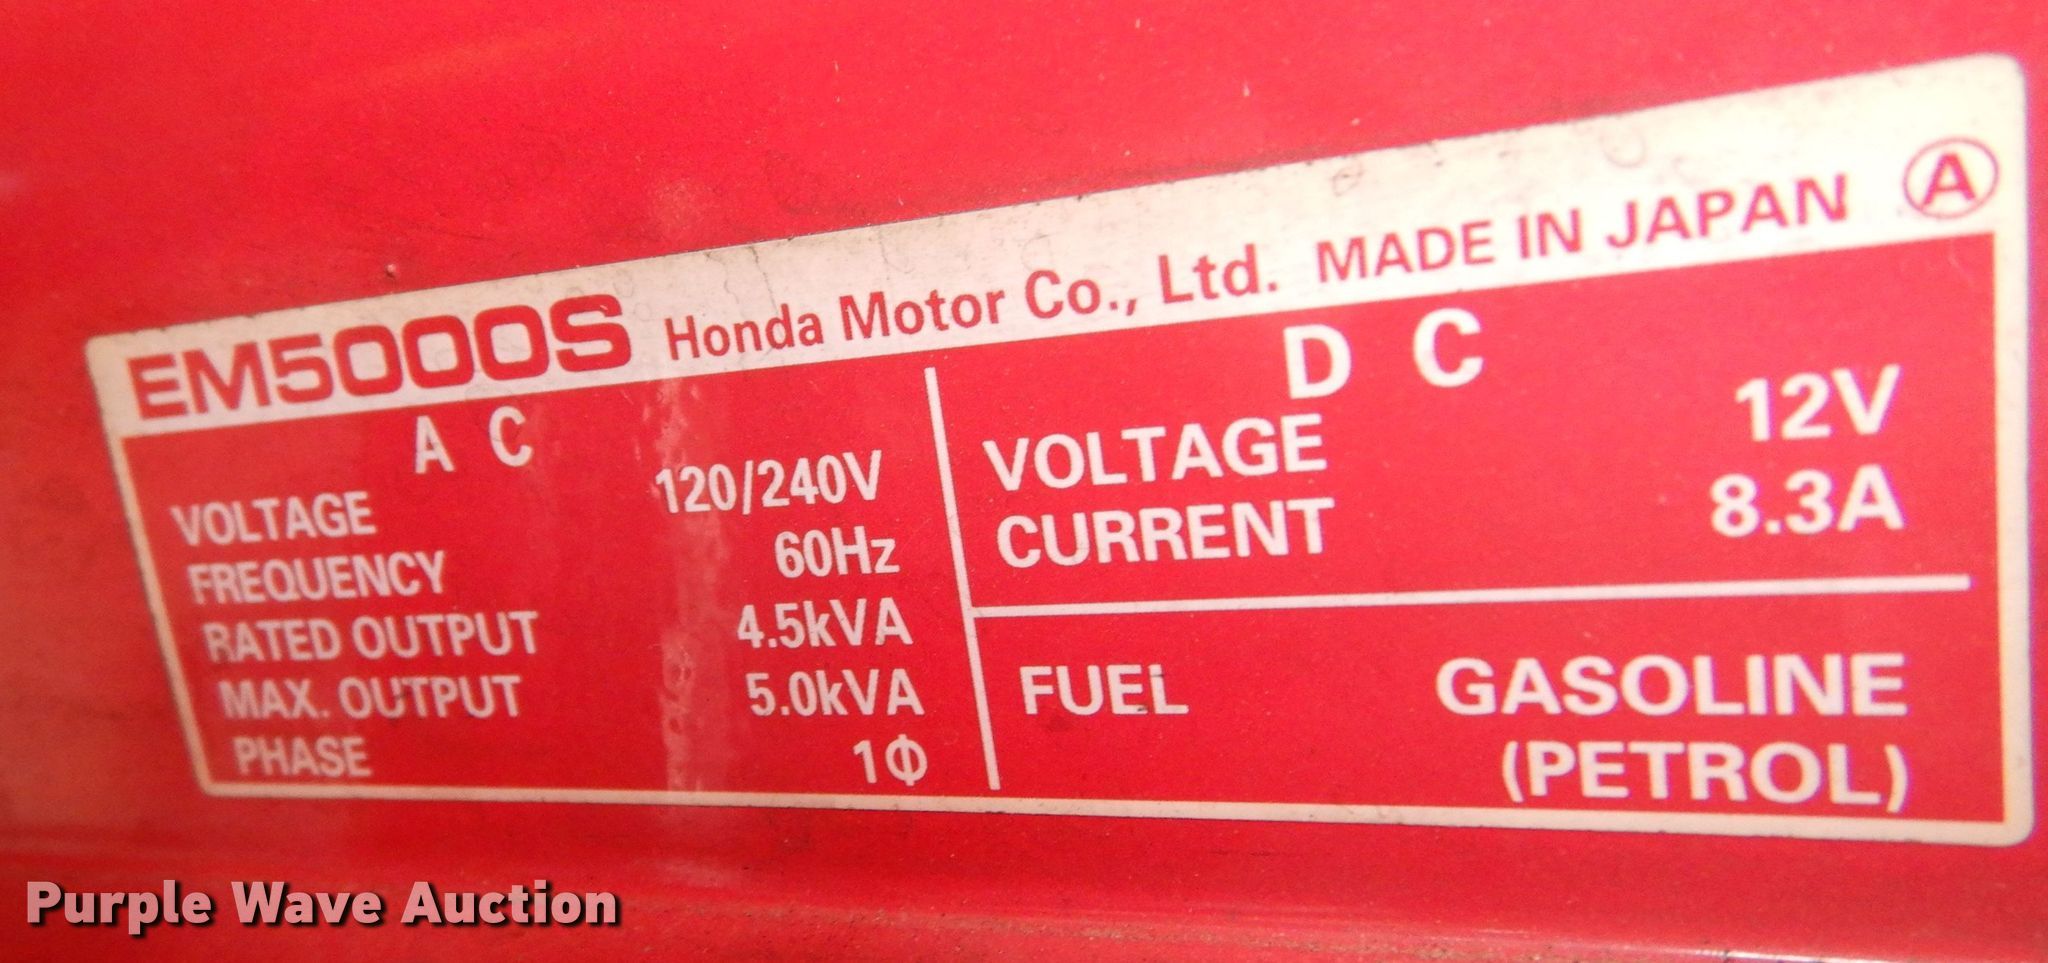 EM5000S Honda Motor Co., Ltd. MADE IN JAPAN A
A C
VOLTAGE 120/240V
FREQUENCY 60Hz
RATED OUTPUT 4.5kVA
MAX. OUTPUT 5.0kVA
PHASE 1Φ
D C
VOLTAGE 12V
CURRENT 8.3A
FUEL GASOLINE
(PETROL)
Purple Wave Auction